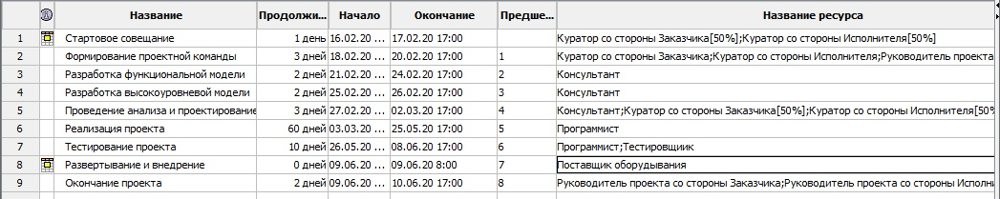 Название Продолжи... Начало Окончание Предше... Название ресурса
1 Стартовое совещание 1 день 16.02.20 ... 17.02.20 17:00 Куратор со стороны Заказчика[50%];Куратор со стороны Исполнителя[50%]
2 Формирование проектной команды 3 дней 18.02.20 ... 20.02.20 17:00 1 Куратор со стороны Заказчика;Куратор со стороны Исполнителя;Руководитель проекта
3 Разработка функциональной модели 2 дней 21.02.20 ... 24.02.20 17:00 2 Консультант
4 Разработка высокоуровневой модели 2 дней 25.02.20 ... 26.02.20 17:00 3 Консультант
5 Проведение анализа и проектирование 3 дней 27.02.20 ... 02.03.20 17:00 4 Консультант;Куратор со стороны Заказчика[50%];Куратор со стороны Исполнителя[50%
6 Реализация проекта 60 дней 03.03.20 ... 25.05.20 17:00 5 Программист
7 Тестирование проекта 10 дней 26.05.20 ... 08.06.20 17:00 6 Программист;Тестировщиик
8 Развертывание и внедрение 0 дней 09.06.20 ... 09.06.20 8:00 7 Поставщик оборудывания
9 Окончание проекта 2 дней 09.06.20 ... 10.06.20 17:00 8 Руководитель проекта со стороны Заказчика;Руководитель проекта со стороны Исполни